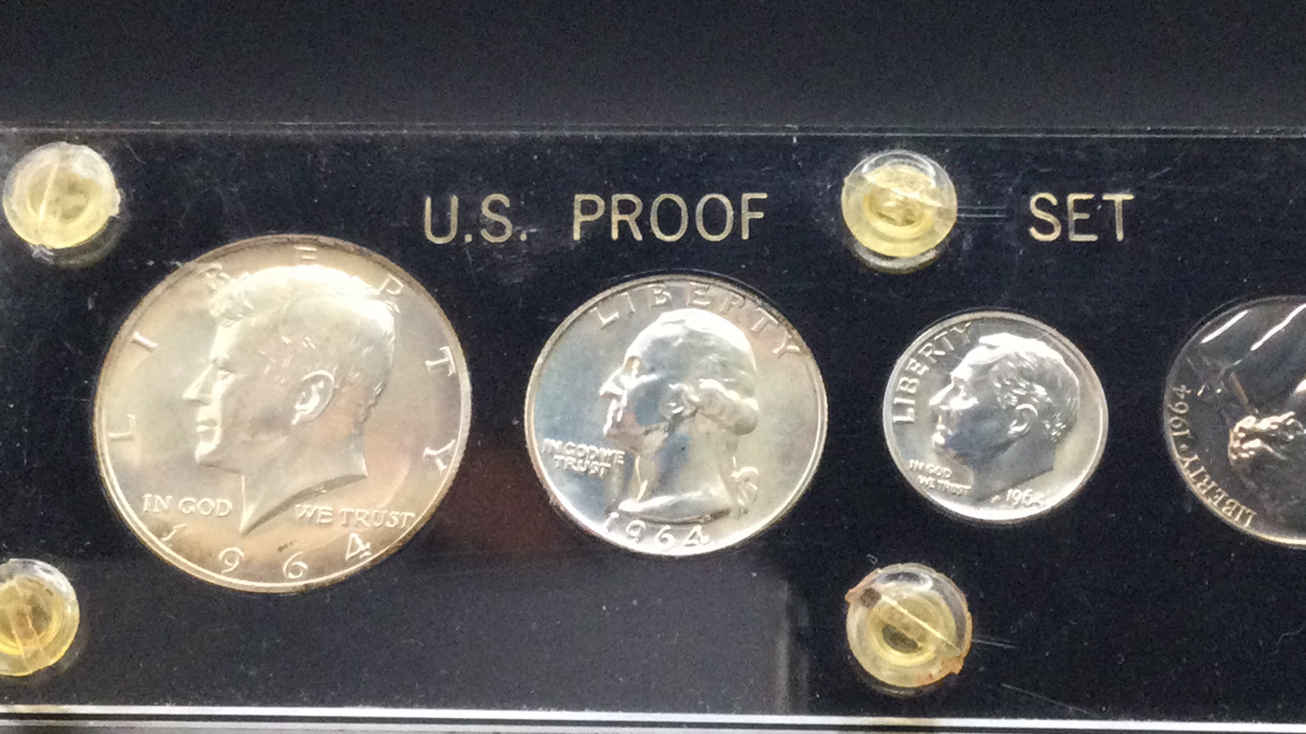 U.S. PROOF SET
LIBERTY
IN GOD WE TRUST
1964
LIBERTY
IN GOD WE
TRUST
1964
LIBERTY
IN GOD
WE TRUST
1964
LIBERTY · 1964